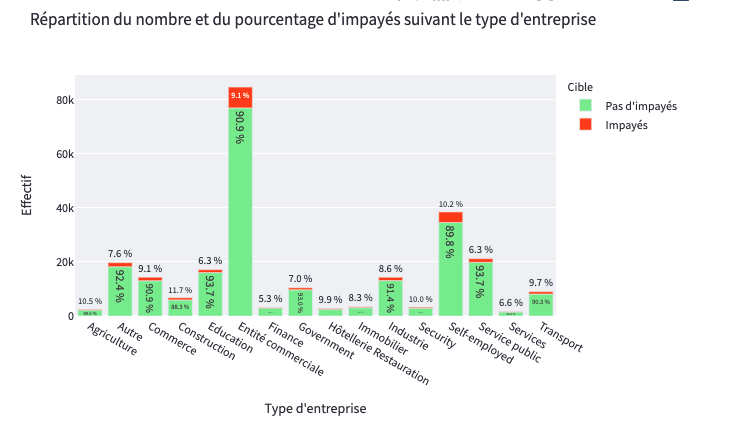 Répartition du nombre et du pourcentage d'impayés suivant le type d'entreprise
Cible
Pas d'impayés
Impayés
Effectif
80k
60k
40k
20k
0
10.5 %
7.6 %
92.4 %
9.1 %
90.9 %
11.7 %
88.3 %
6.3 %
93.7 %
9.1 %
90.9 %
5.3 %
7.0 %
93.0 %
9.9 %
8.3 %
8.6 %
91.4 %
10.0 %
10.2 %
89.8 %
6.3 %
93.7 %
6.6 %
9.7 %
90.3 %
Agriculture
Autre
Commerce
Construction
Education
Entité commerciale
Finance
Government
Hôtellerie Restauration
Immobilier
Industrie
Security
Self-employed
Service public
Services
Transport
Type d'entreprise